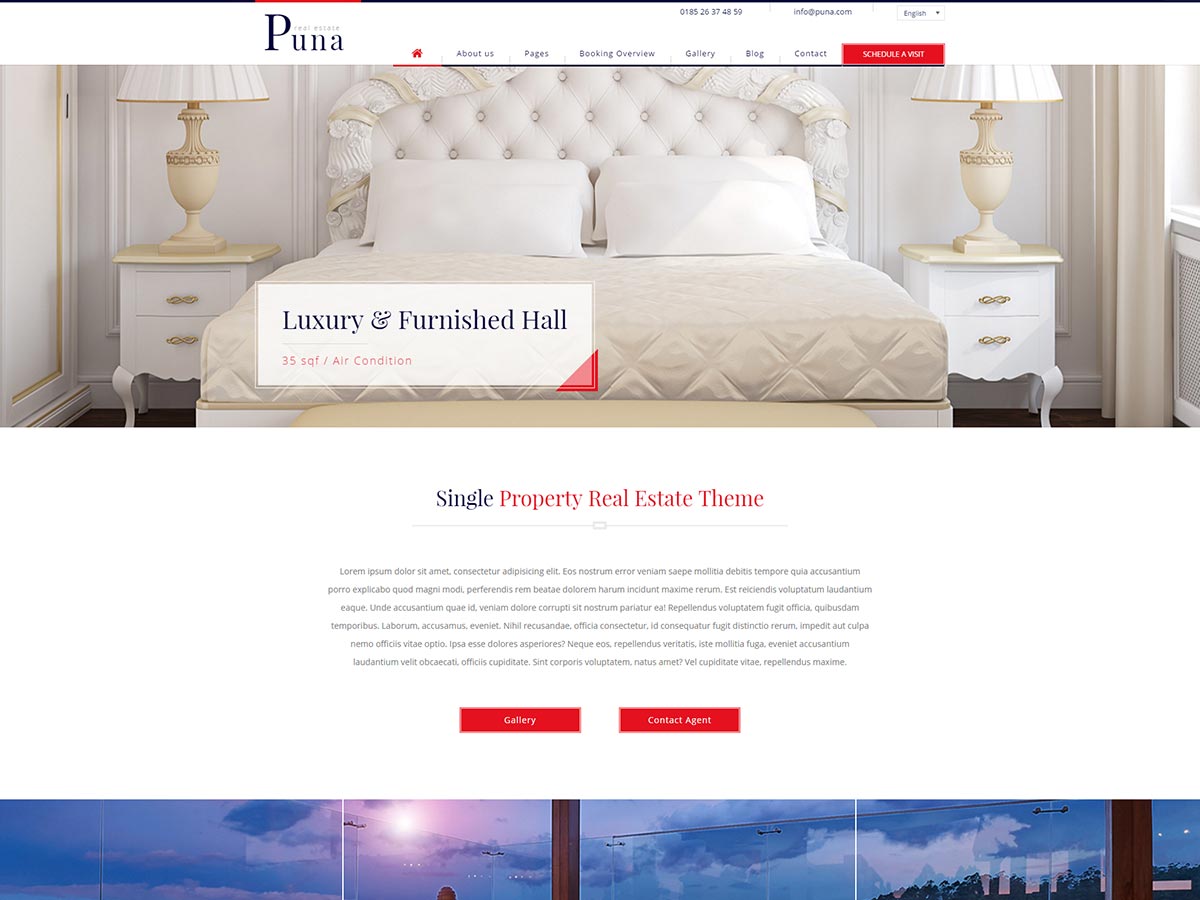 0185 26 37 48 59
info@puna.com
English
real estate
Puna
About us
Pages
Booking Overview
Gallery
Blog
Contact
SCHEDULE A VISIT
Luxury & Furnished Hall
35 sqf / Air Condition
Single Property Real Estate Theme
Lorem ipsum dolor sit amet, consectetur adipisicing elit. Eos nostrum error veniam saepe mollitia debitis tempore quia accusantium
porro explicabo quod magni modi, perferendis rem beatae dolorem harum incidunt maxime rerum. Est reiciendis voluptatum laudantium
eaque. Unde accusantium quae id, veniam dolore corrupti sit nostrum pariatur ea! Repellendus voluptatem fugit officia, quibusdam
temporibus. Laborum, accusamus, eveniet. Nihil recusandae, officia consectetur, id consequatur fugit distinctio rerum, impedit aut culpa
nemo officiis vitae optio. Ipsa esse dolores asperiores? Neque eos, repellendus veritatis, iste mollitia fuga, eveniet accusantium
laudantium velit obcaecati, officiis cupiditate. Sint corporis voluptatem, natus amet? Vel cupiditate vitae, repellendus maxime.
Gallery
Contact Agent